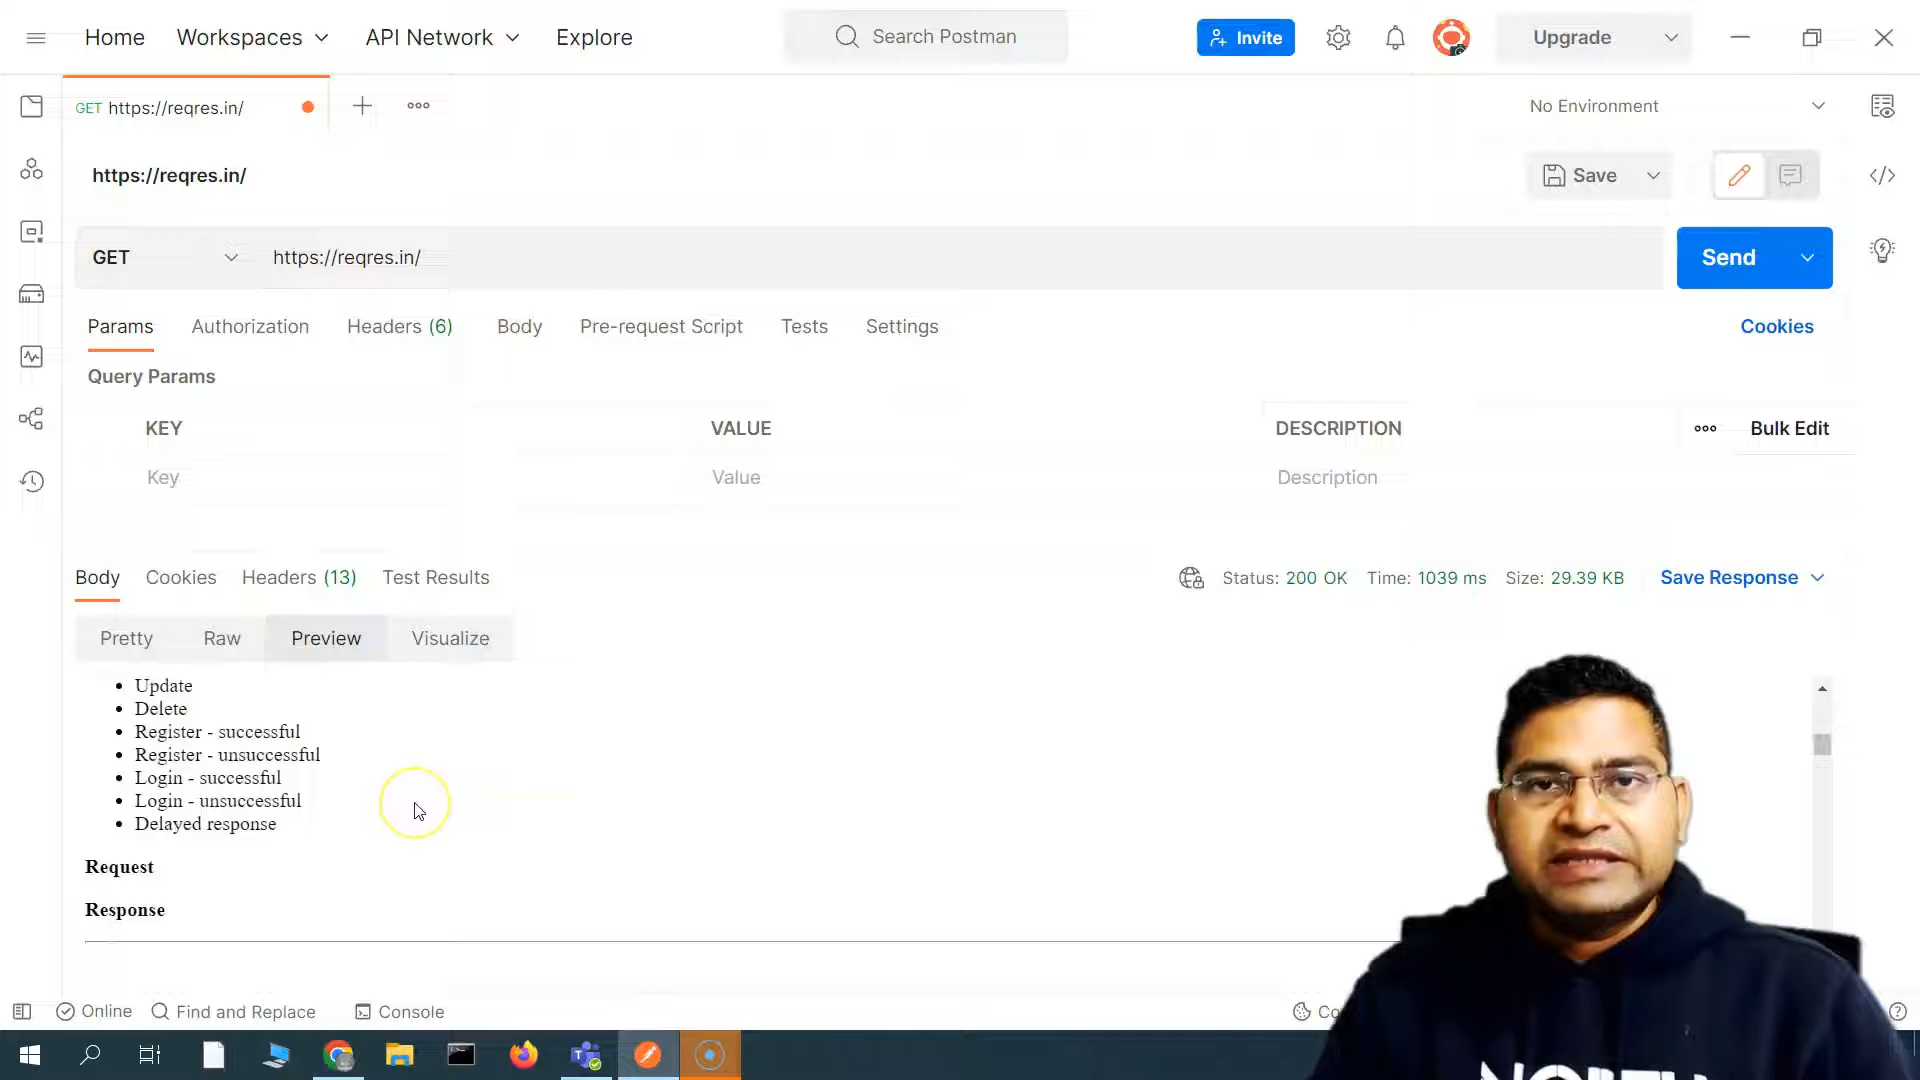 Home Workspaces API Network Explore Search Postman Invite Upgrade
GET https://reqres.in/ No Environment
https://reqres.in/ Save
GET https://reqres.in/ Send
Params Authorization Headers (6) Body Pre-request Script Tests Settings Cookies
Query Params
KEY VALUE DESCRIPTION Bulk Edit
Key Value Description
Body Cookies Headers (13) Test Results Status: 200 OK Time: 1039 ms Size: 29.39 KB Save Response
Pretty Raw Preview Visualize
Update
Delete
Register - successful
Register - unsuccessful
Login - successful
Login - unsuccessful
Delayed response
Request
Response
Online Find and Replace Console